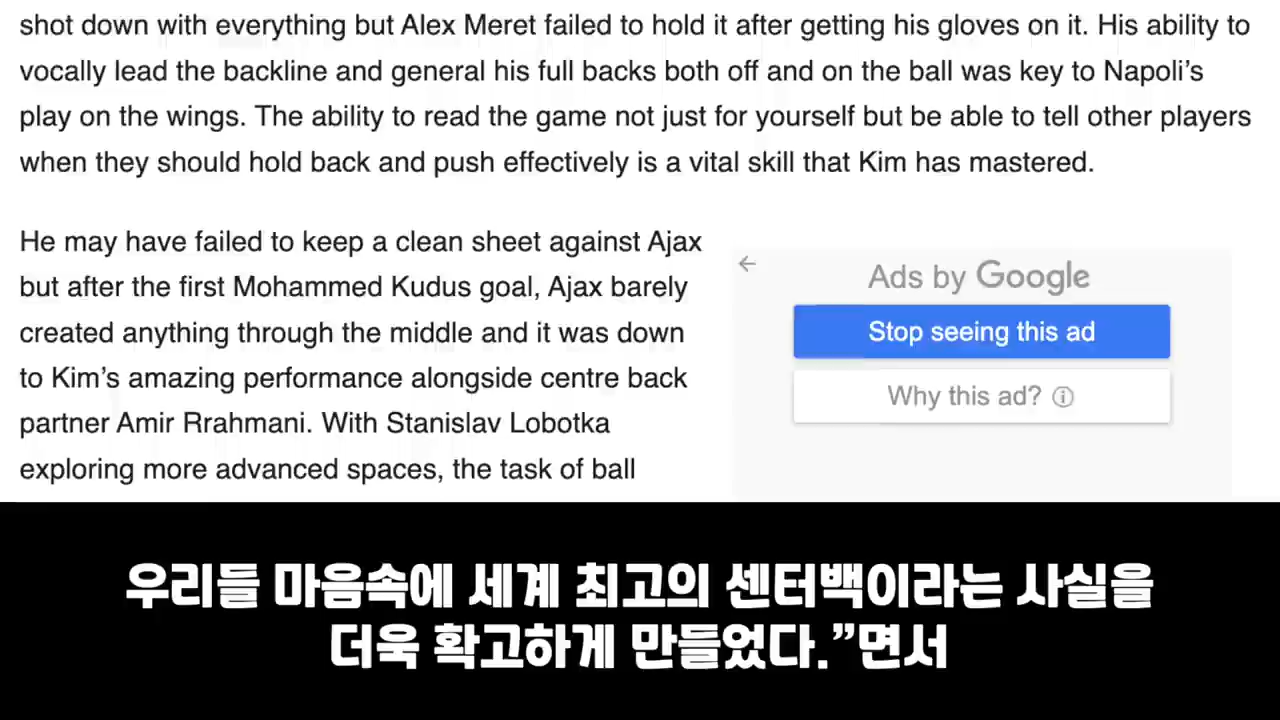 shot down with everything but Alex Meret failed to hold it after getting his gloves on it. His ability to
vocally lead the backline and general his full backs both off and on the ball was key to Napoli’s
play on the wings. The ability to read the game not just for yourself but be able to tell other players
when they should hold back and push effectively is a vital skill that Kim has mastered.
He may have failed to keep a clean sheet against Ajax
but after the first Mohammed Kudus goal, Ajax barely
created anything through the middle and it was down
to Kim’s amazing performance alongside centre back
partner Amir Rrahmani. With Stanislav Lobotka
exploring more advanced spaces, the task of ball
Ads by Google
Stop seeing this ad
Why this ad?
우리들 마음속에 세계 최고의 센터백이라는 사실을
더욱 확고하게 만들었다.”면서